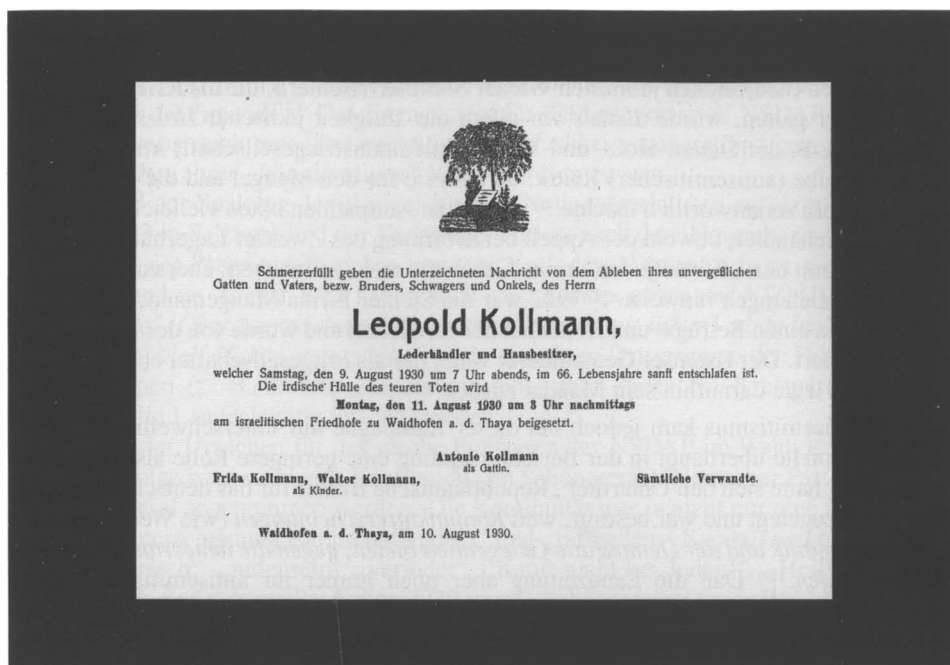 Schmerzerfüllt geben die Unterzeichneten Nachricht von dem Ableben ihres unvergeßlichen
Gatten und Vaters, bezw. Bruders, Schwagers und Onkels, des Herrn
Leopold Kollmann,
Lederhändler und Hausbesitzer,
welcher Samstag, den 9. August 1930 um 7 Uhr abends, im 66. Lebensjahre sanft entschlafen ist.
Die irdische Hülle des teuren Toten wird
Montag, den 11. August 1930 um 3 Uhr nachmittags
am israelitischen Friedhofe zu Waidhofen a. d. Thaya beigesetzt.
Antonie Kollmann
als Gattin.
Frida Kollmann, Walter Kollmann,
als Kinder.
Sämtliche Verwandte.
Waidhofen a. d. Thaya, am 10. August 1930.